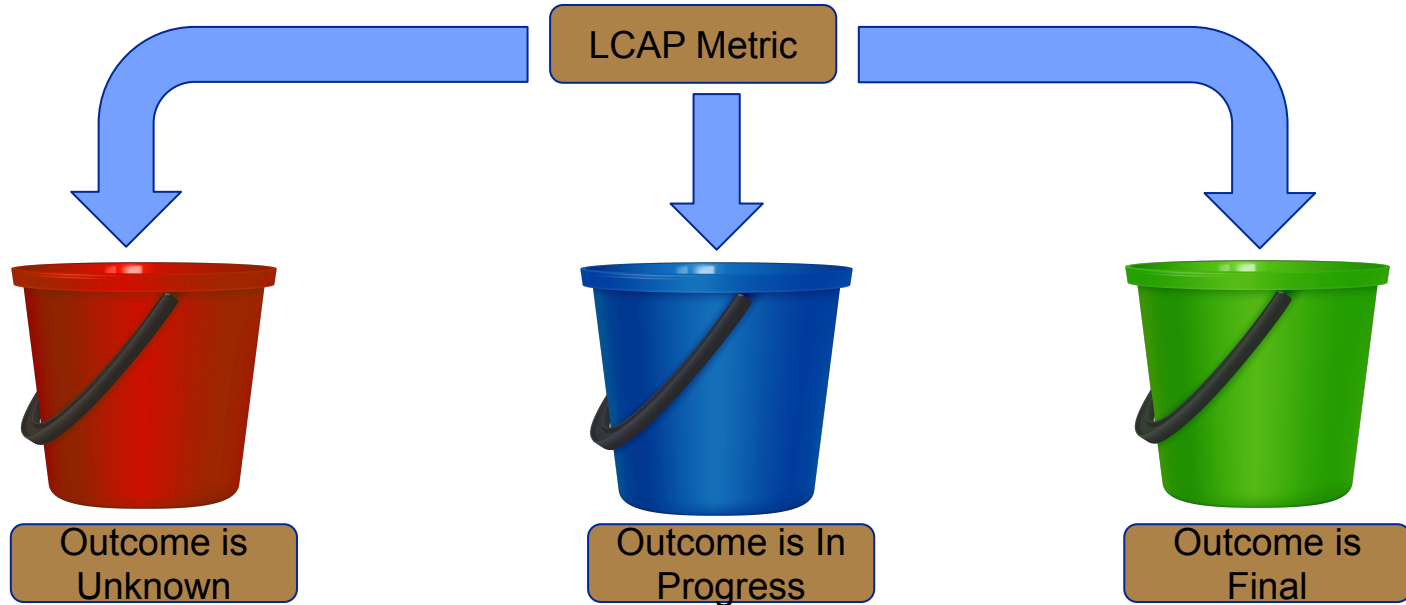 LCAP Metric
Outcome is
Unknown
Outcome is In
Progress
Outcome is
Final